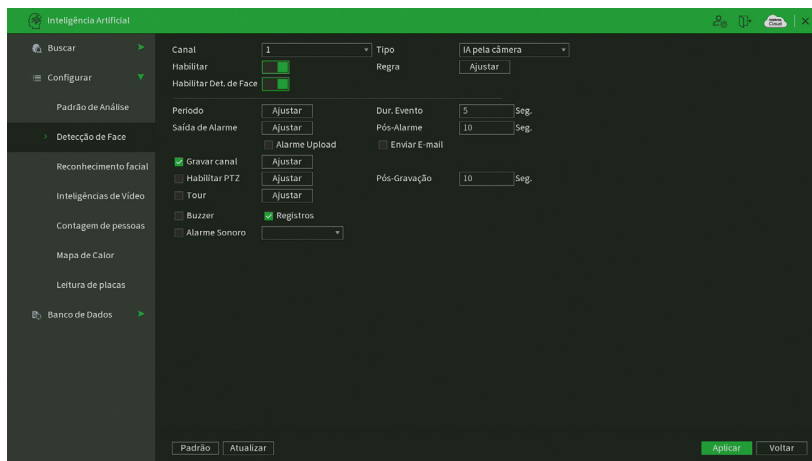 Inteligência Artificial
Buscar
Configurar
Padrão de Análise
Detecção de Face
Reconhecimento facial
Inteligências de Vídeo
Contagem de pessoas
Mapa de Calor
Leitura de placas
Banco de Dados
Canal 1 Tipo IA pela câmera
Habilitar Regra Ajustar
Habilitar Det. de Face
Período Ajustar Dur. Evento 5 Seg.
Saída de Alarme Ajustar Pós-Alarme 10 Seg.
Alarme Upload Enviar E-mail
Gravar canal Ajustar
Habilitar PTZ Ajustar Pós-Gravação 10 Seg.
Tour Ajustar
Buzzer Registros
Alarme Sonoro
Padrão Atualizar Aplicar Voltar